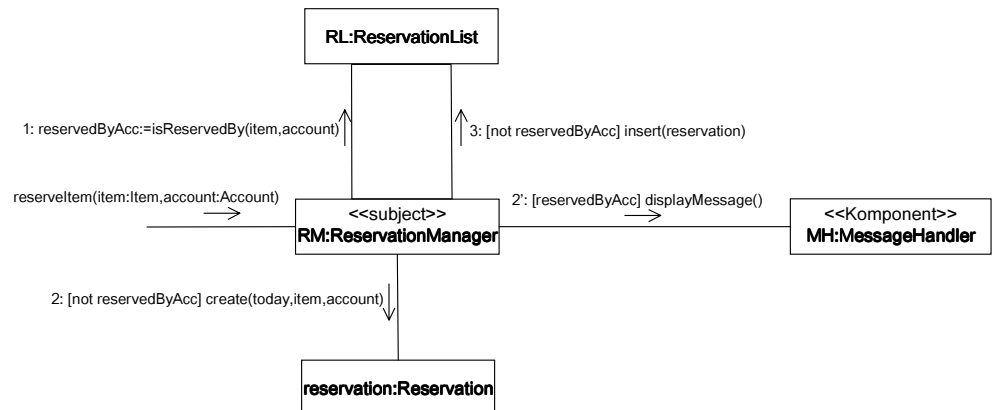 RL:ReservationList
1: reservedByAcc:=isReservedBy(item,account)
3: [not reservedByAcc] insert(reservation)
reserveItem(item:Item,account:Account)
<<subject>>
RM:ReservationManager
2': [reservedByAcc] displayMessage()
<<Komponent>>
MH:MessageHandler
2: [not reservedByAcc] create(today,item,account)
reservation:Reservation